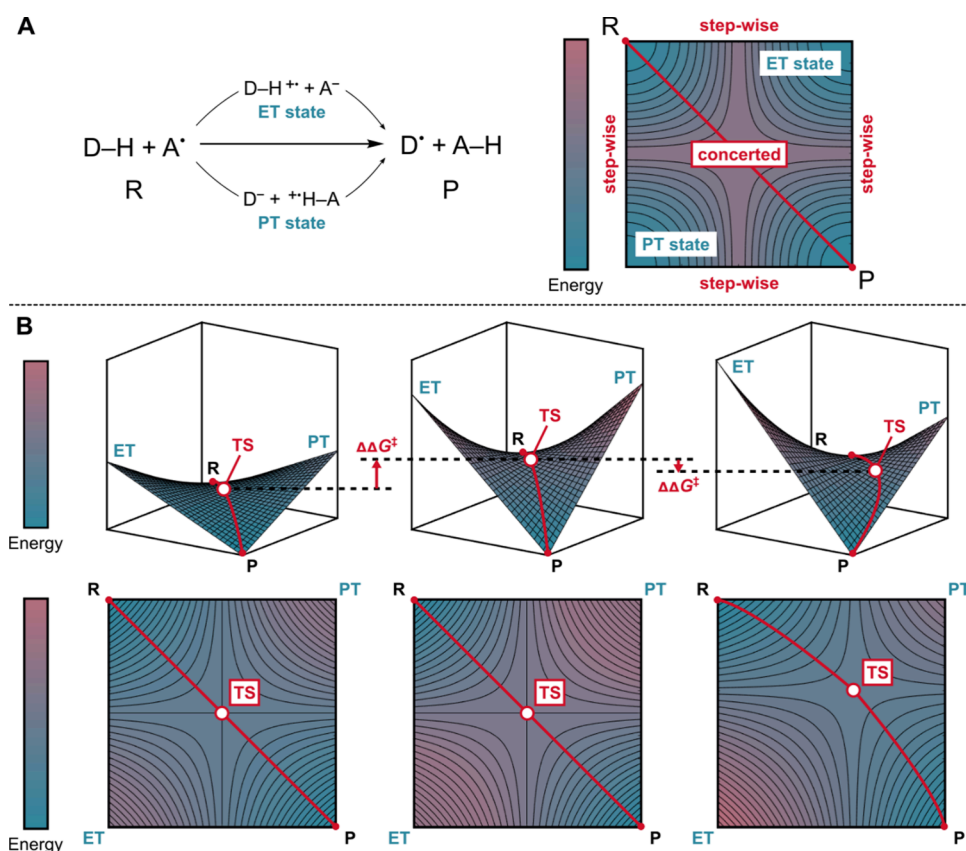 A
D–H⁺• + A⁻
ET state
D–H + A•
D• + A–H
R
P
D⁻ + ⁺•H–A
PT state
R
step-wise
ET state
step-wise
concerted
step-wise
PT state
P
step-wise
Energy
B
ET
R
TS
PT
ΔΔG‡
P
Energy
ET
R
TS
PT
P
ET
R
TS
PT
ΔΔG‡
P
R
PT
TS
ET
P
Energy
R
PT
TS
ET
P
R
PT
TS
ET
P